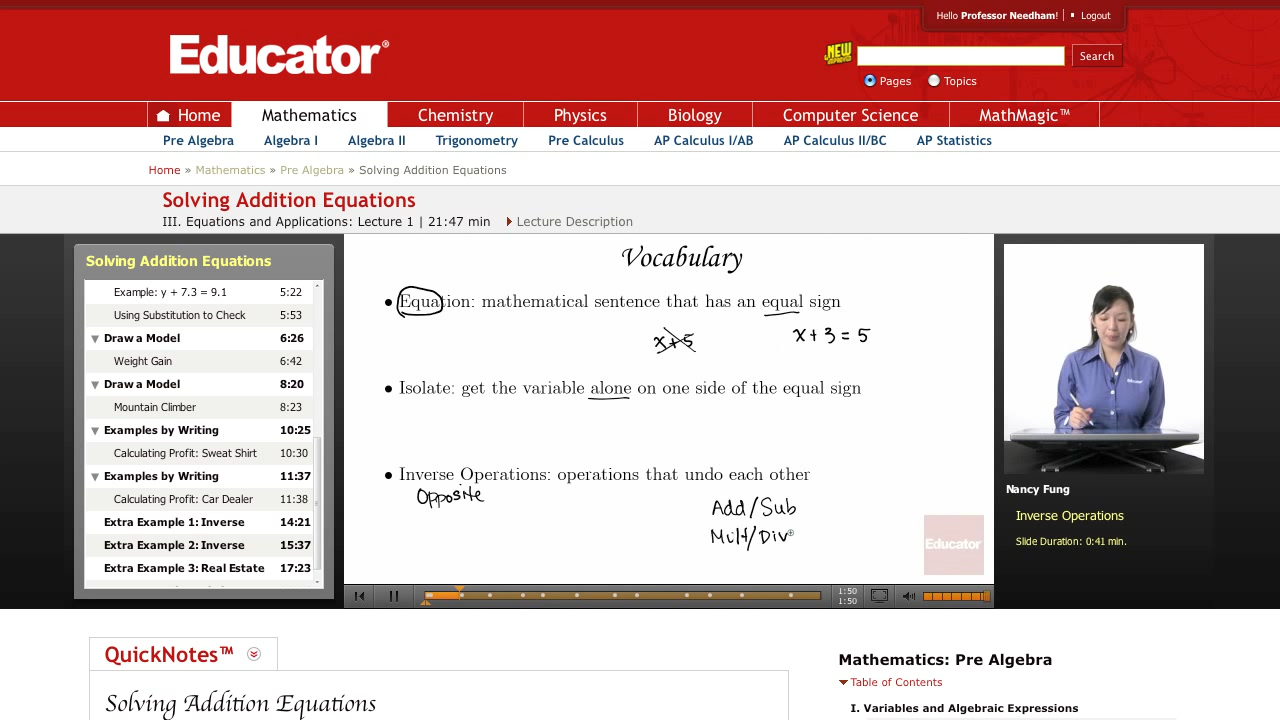 Hello Professor Needham! | ▪ Logout
Educator®
NEW
Search
Pages Topics
Home Mathematics Chemistry Physics Biology Computer Science MathMagic™
Pre Algebra Algebra I Algebra II Trigonometry Pre Calculus AP Calculus I/AB AP Calculus II/BC AP Statistics
Home » Mathematics » Pre Algebra » Solving Addition Equations
Solving Addition Equations
III. Equations and Applications: Lecture 1 | 21:47 min Lecture Description
Solving Addition Equations
Example: y + 7.3 = 9.1 5:22
Using Substitution to Check 5:53
Draw a Model 6:26
Weight Gain 6:42
Draw a Model 8:20
Mountain Climber 8:23
Examples by Writing 10:25
Calculating Profit: Sweat Shirt 10:30
Examples by Writing 11:37
Calculating Profit: Car Dealer 11:38
Extra Example 1: Inverse 14:21
Extra Example 2: Inverse 15:37
Extra Example 3: Real Estate 17:23
Vocabulary
• Equation: mathematical sentence that has an equal sign
x+5 x+3=5
• Isolate: get the variable alone on one side of the equal sign
• Inverse Operations: operations that undo each other
Opposite
Add/Sub
Mult/Div
Educator
1:50
1:50
Nancy Fung
Inverse Operations
Slide Duration: 0:41 min.
QuickNotes™
Solving Addition Equations
Mathematics: Pre Algebra
Table of Contents
I. Variables and Algebraic Expressions